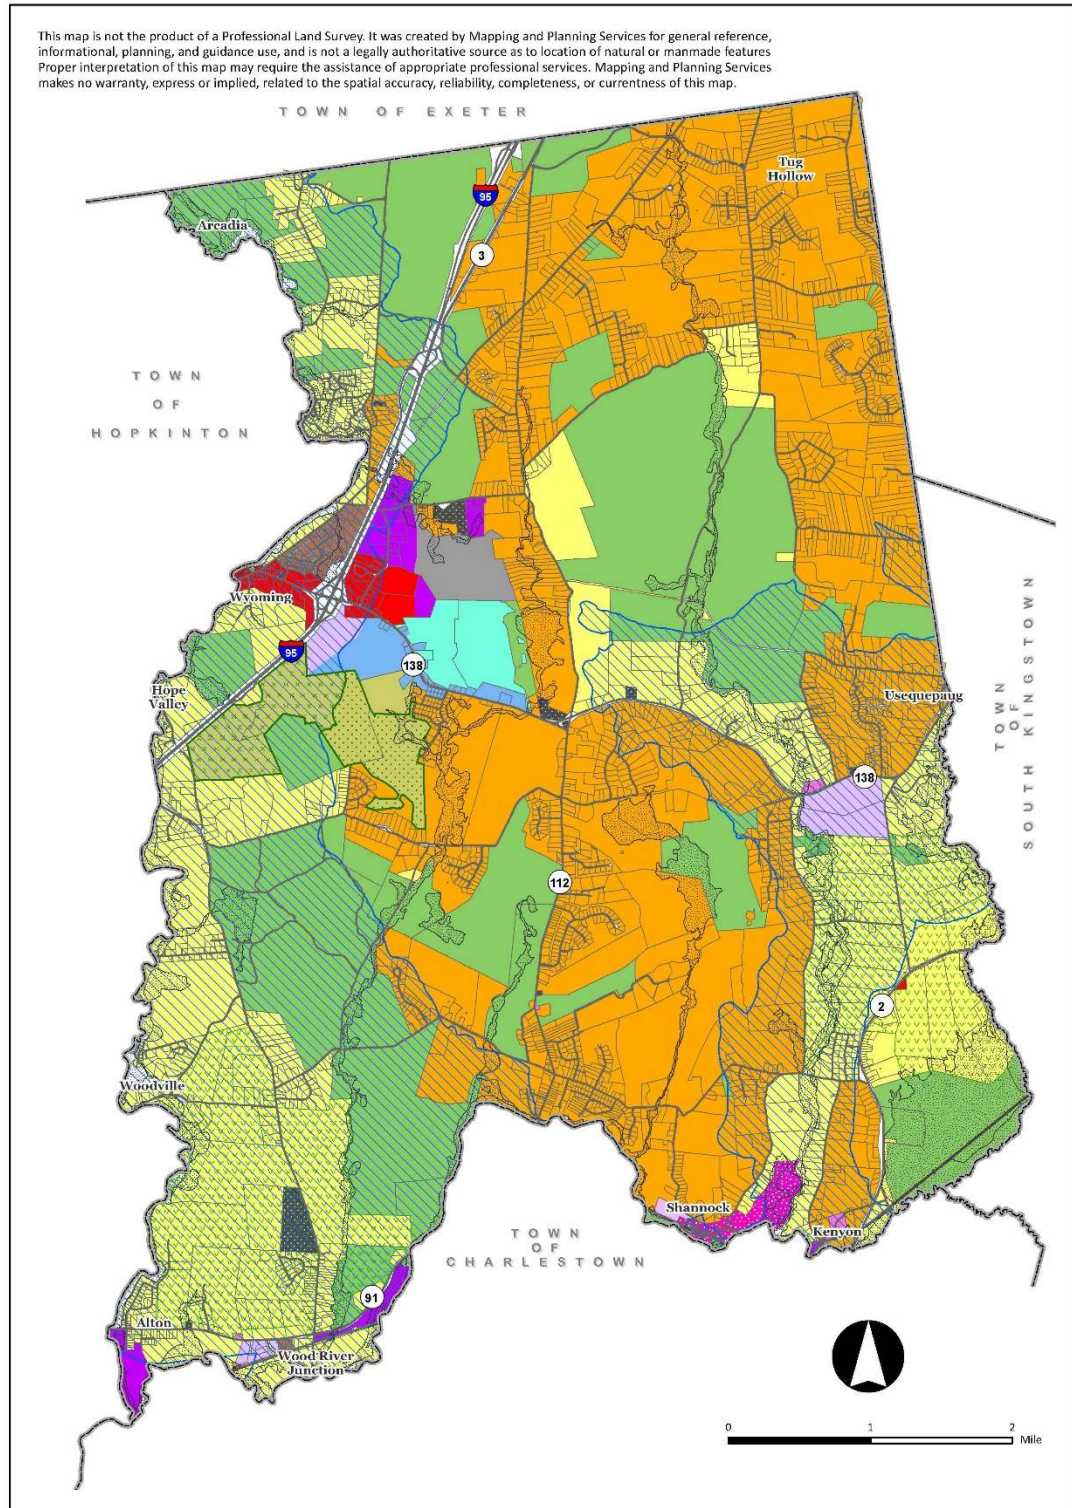 This map is not the product of a Professional Land Survey. It was created by Mapping and Planning Services for general reference,
informational, planning, and guidance use, and is not a legally authoritative source as to location of natural or manmade features
Proper interpretation of this map may require the assistance of appropriate professional services. Mapping and Planning Services
makes no warranty, express or implied, related to the spatial accuracy, reliability, completeness, or currentness of this map.
TOWN OF EXETER
Tug
Hollow
95
Arcadia
3
TOWN
OF
HOPKINTON
Wyoming
95
138
Hope
Valley
Usequepaug
TOWN
OF
SOUTH KINGSTOWN
138
112
2
Woodville
Shannock
Kenyon
TOWN
OF
CHARLESTOWN
91
Alton
Wood River
Junction
0 1 2
Mile